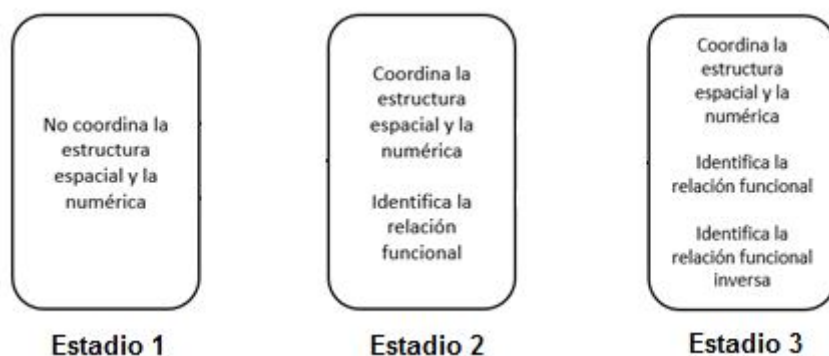 No coordina la
estructura
espacial y la
numérica
Estadio 1
Coordina la
estructura
espacial y la
numérica
Identifica la
relación
funcional
Estadio 2
Coordina la
estructura
espacial y la
numérica
Identifica la
relación funcional
Identifica la
relación funcional
inversa
Estadio 3